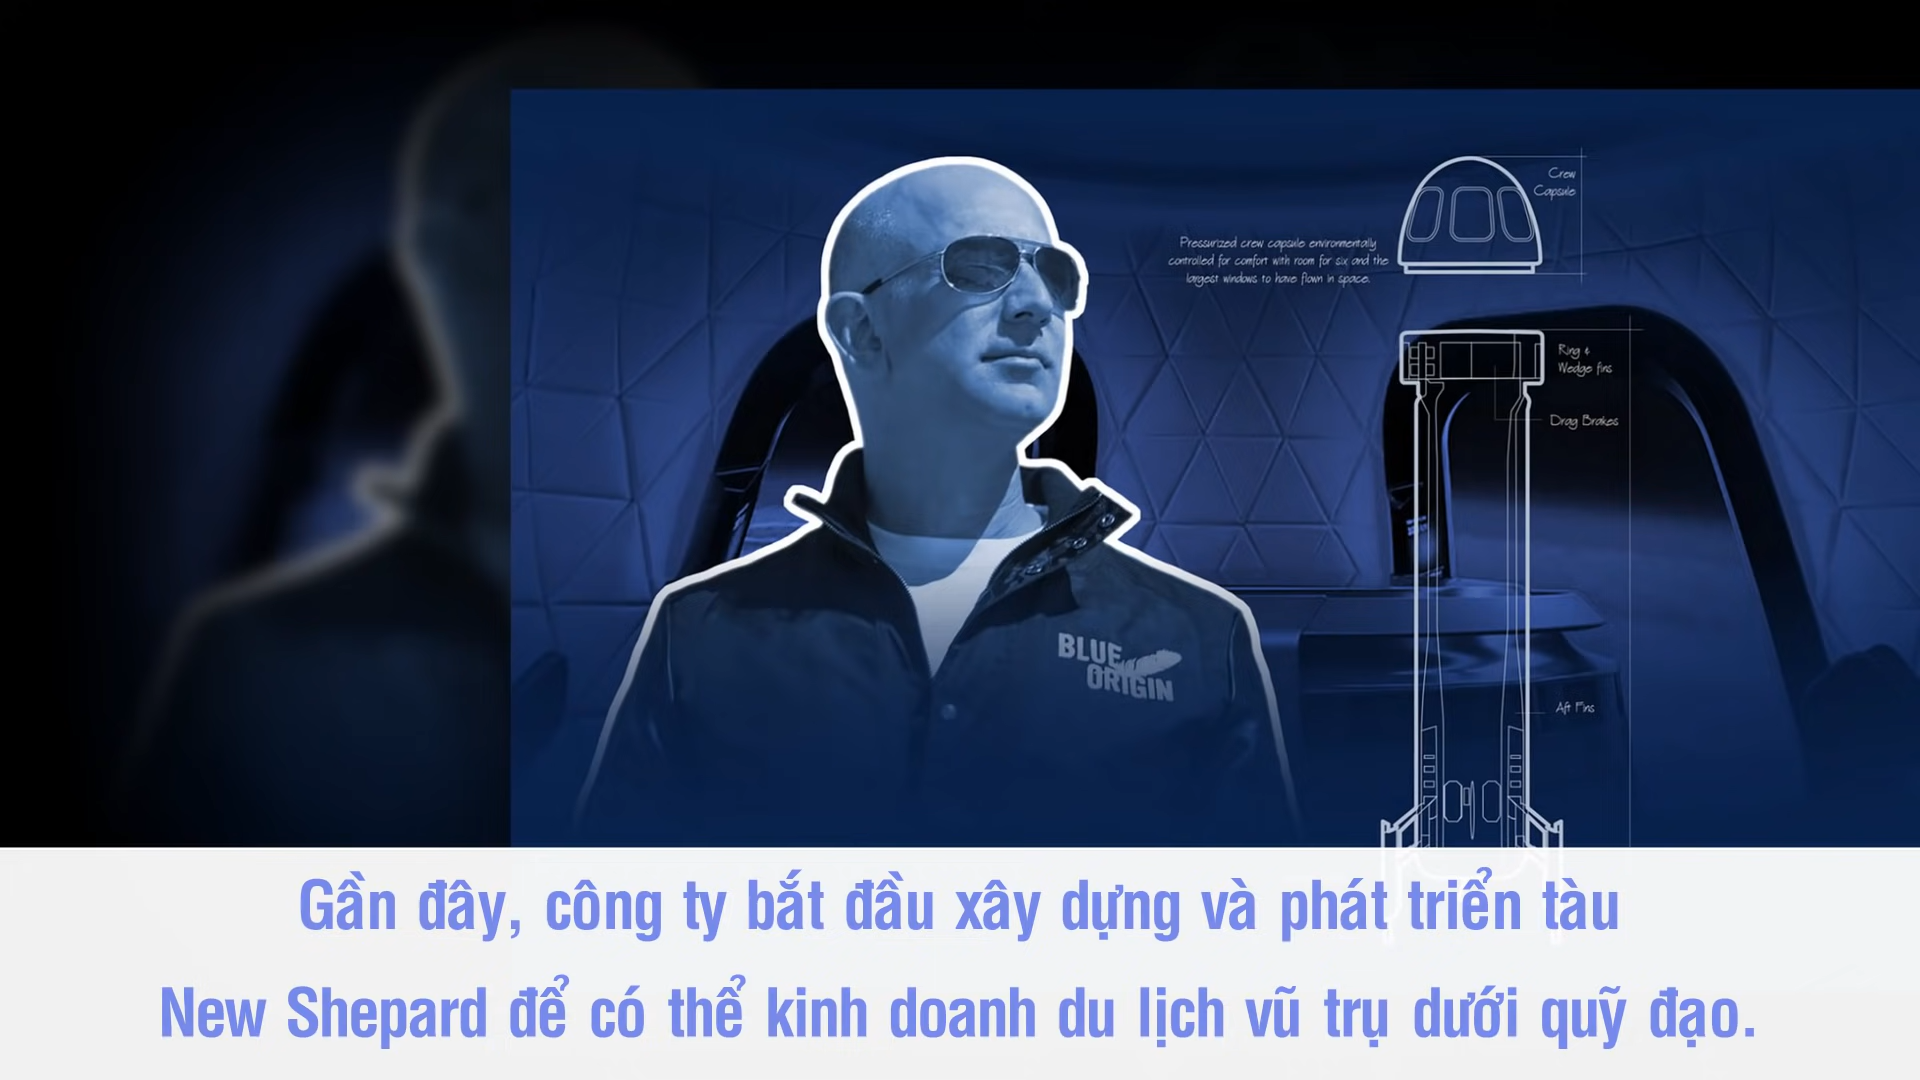 Crew
Capsule
Pressurized crew capsule environmentally
controlled for comfort with room for six and the
largest windows to have flown in space.
Ring &
Wedge fins
Drag Brakes
BLUE
ORIGIN
Aft Fins
Gần đây, công ty bắt đầu xây dựng và phát triển tàu
New Shepard để có thể kinh doanh du lịch vũ trụ dưới quỹ đạo.